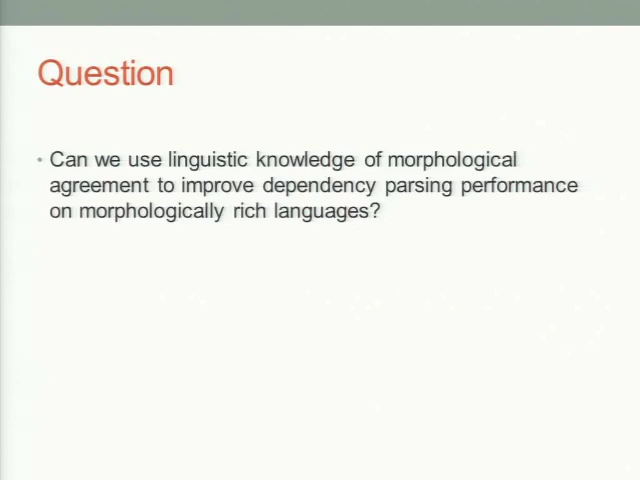 Question
• Can we use linguistic knowledge of morphological
agreement to improve dependency parsing performance
on morphologically rich languages?